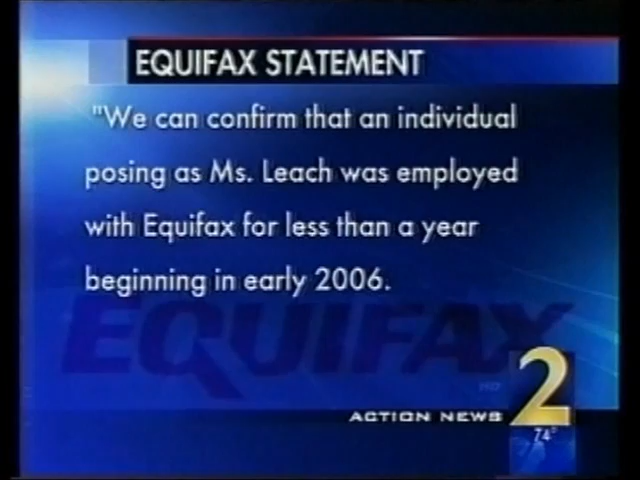 EQUIFAX STATEMENT
"We can confirm that an individual
posing as Ms. Leach was employed
with Equifax for less than a year
beginning in early 2006.
EQUIFAX
HD
ACTION NEWS 2
74°